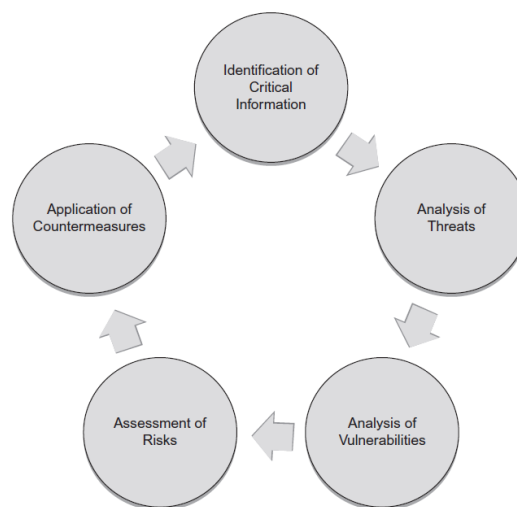 Identification of
Critical
Information
Analysis of
Threats
Analysis of
Vulnerabilities
Assessment of
Risks
Application of
Countermeasures